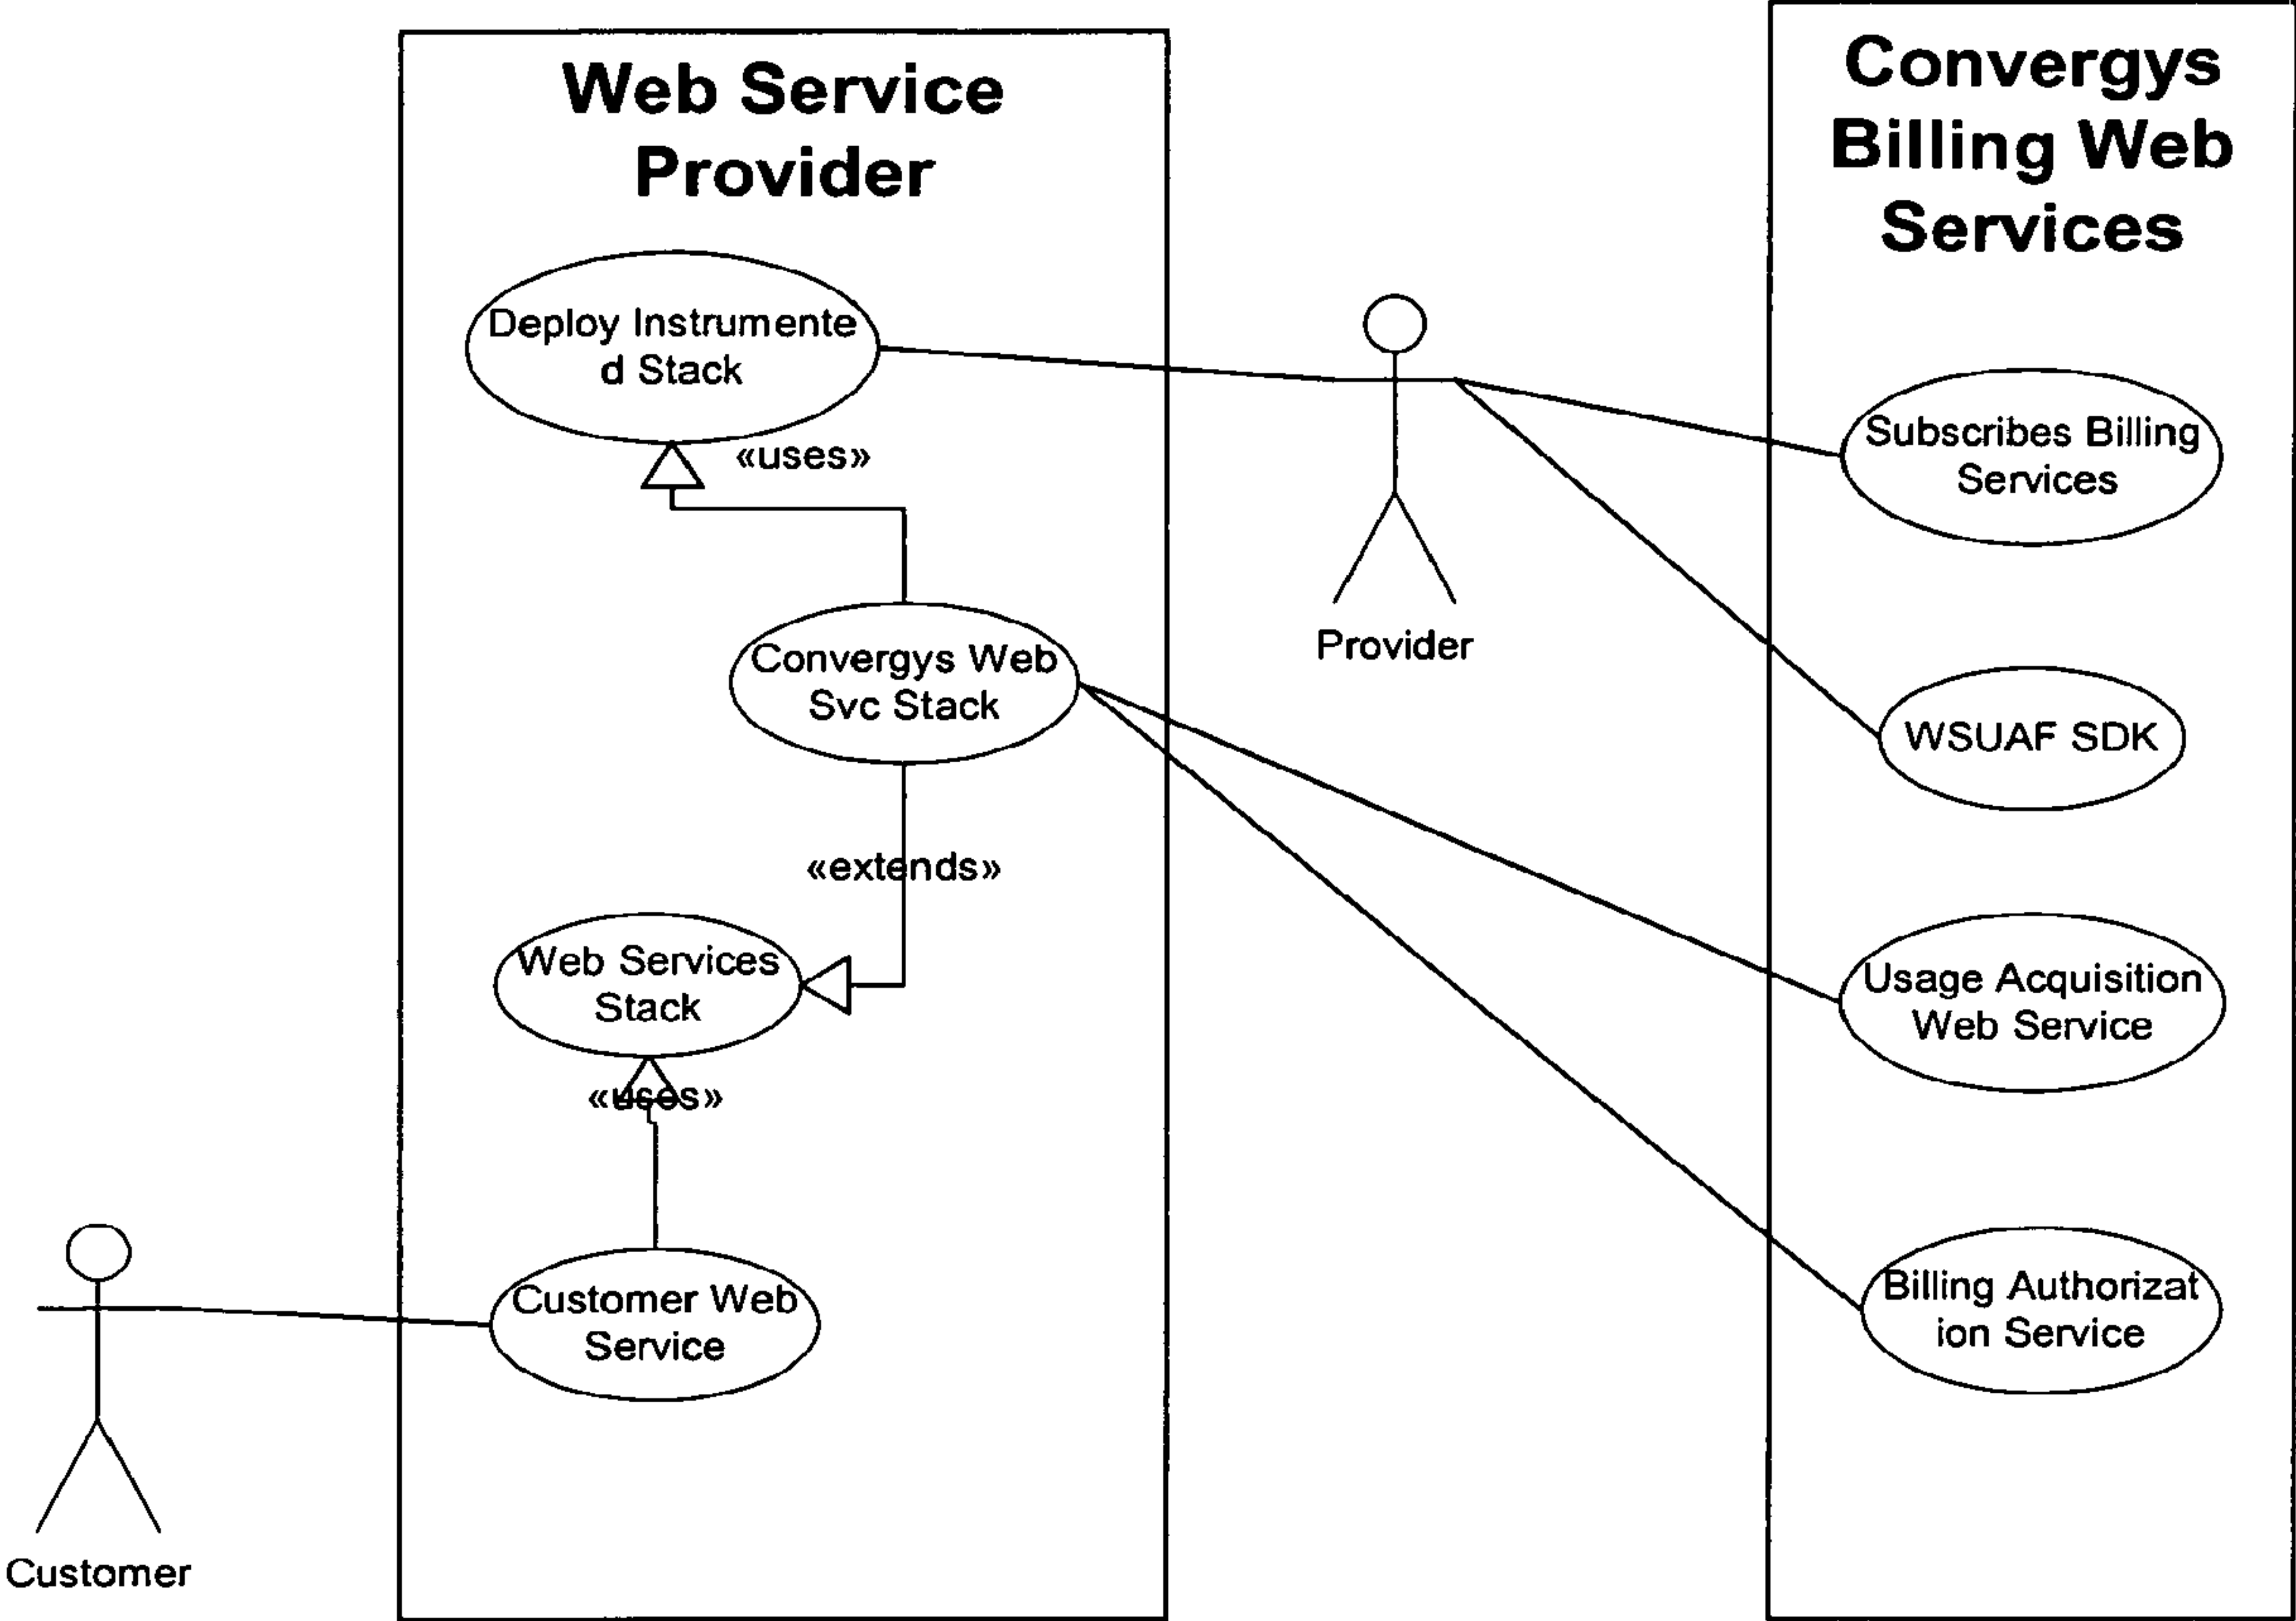 Web Service
Provider
Convergys
Billing Web
Services
Deploy Instrumente
d Stack
«uses»
Subscribes Billing
Services
Provider
Convergys Web
Svc Stack
WSUAF SDK
«extends»
Web Services
Stack
Usage Acquisition
Web Service
«uses»
Customer Web
Service
Billing Authorizat
ion Service
Customer